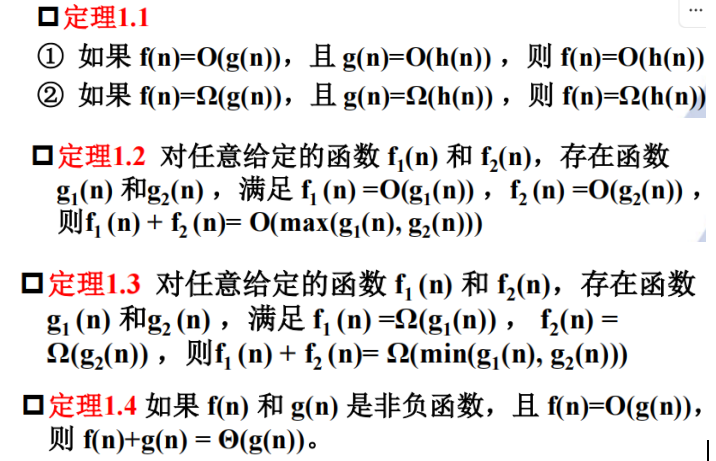 定理1.1
① 如果 f(n)=O(g(n))，且 g(n)=O(h(n))，则 f(n)=O(h(n))
② 如果 f(n)=Ω(g(n))，且 g(n)=Ω(h(n))，则 f(n)=Ω(h(n))
定理1.2 对任意给定的函数 f₁(n) 和 f₂(n)，存在函数
g₁(n) 和g₂(n)，满足 f₁ (n) =O(g₁(n))，f₂ (n) =O(g₂(n))，
则f₁ (n) + f₂ (n)= O(max(g₁(n), g₂(n)))
定理1.3 对任意给定的函数 f₁ (n) 和 f₂(n)，存在函数
g₁ (n) 和g₂ (n)，满足 f₁ (n) =Ω(g₁(n))， f₂(n) =
Ω(g₂(n))，则f₁ (n) + f₂ (n)= Ω(min(g₁(n), g₂(n)))
定理1.4 如果 f(n) 和 g(n) 是非负函数，且 f(n)=O(g(n))，
则 f(n)+g(n) = Θ(g(n))。